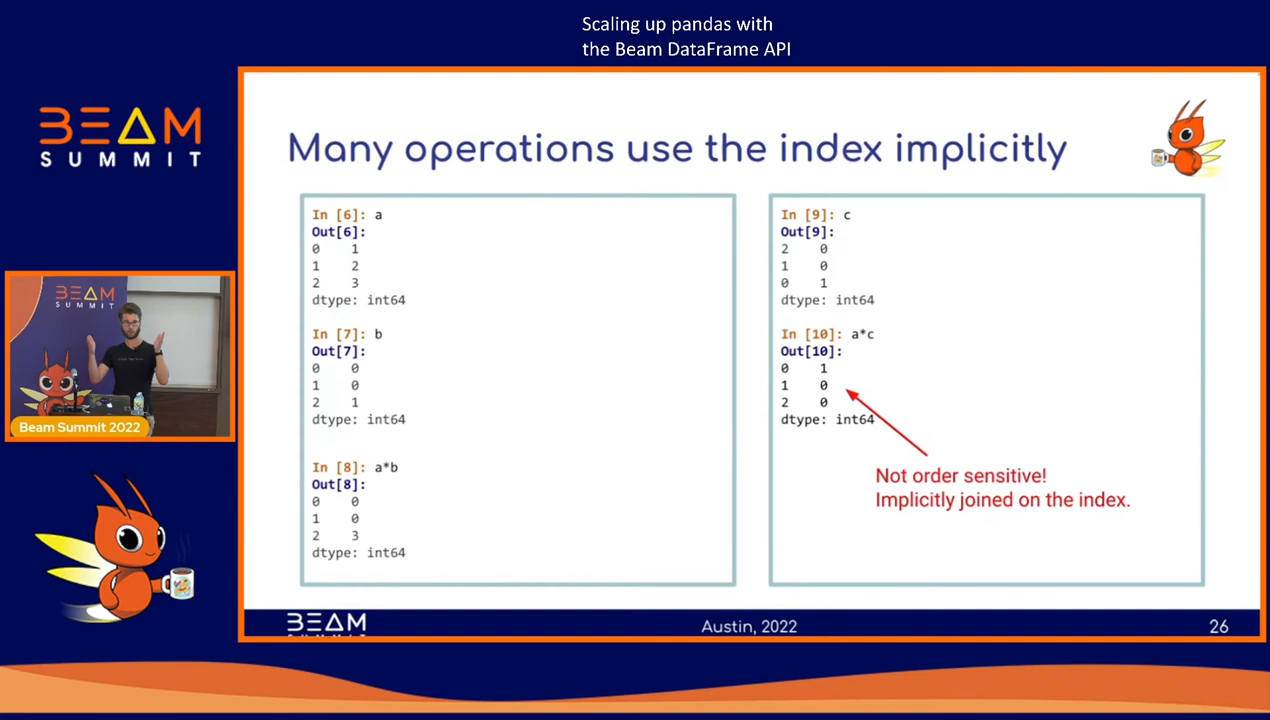 Scaling up pandas with
the Beam DataFrame API
BEAM
SUMMIT
Many operations use the index implicitly
In [6]: a
Out[6]:
0 1
1 2
2 3
dtype: int64
In [7]: b
Out[7]:
0 0
1 0
2 1
dtype: int64
In [8]: a*b
Out[8]:
0 0
1 0
2 3
dtype: int64
In [9]: c
Out[9]:
2 0
1 0
0 1
dtype: int64
In [10]: a*c
Out[10]:
0 1
1 0
2 0
dtype: int64
Not order sensitive!
Implicitly joined on the index.
BEAM
SUMMIT
Beam Summit 2022
BEAM
Austin, 2022
26